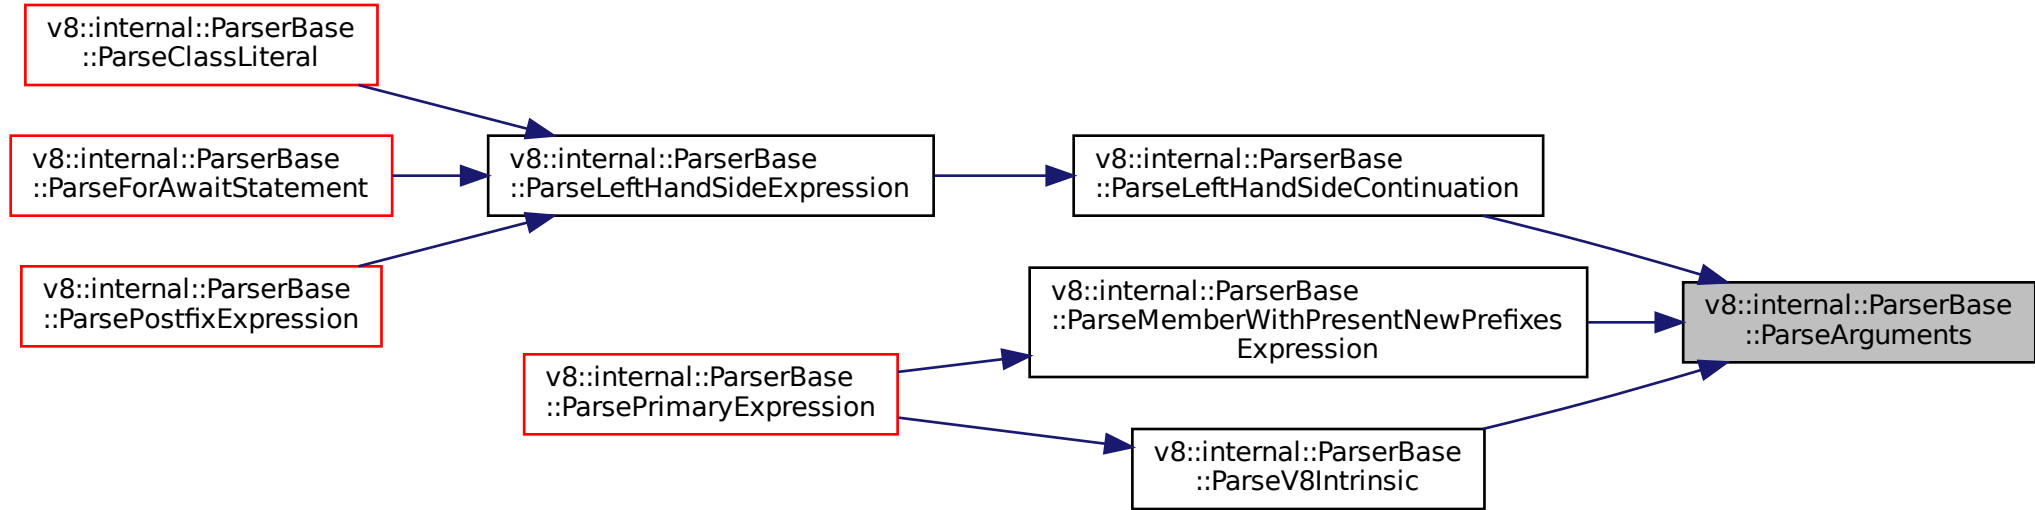 v8::internal::ParserBase
::ParseClassLiteral
v8::internal::ParserBase
::ParseForAwaitStatement
v8::internal::ParserBase
::ParsePostfixExpression
v8::internal::ParserBase
::ParseLeftHandSideExpression
v8::internal::ParserBase
::ParsePrimaryExpression
v8::internal::ParserBase
::ParseLeftHandSideContinuation
v8::internal::ParserBase
::ParseMemberWithPresentNewPrefixes
Expression
v8::internal::ParserBase
::ParseV8Intrinsic
v8::internal::ParserBase
::ParseArguments